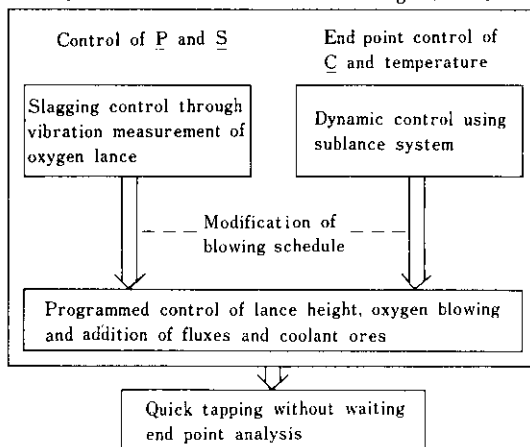 Control of P and S
End point control of
C and temperature
Slagging control through
vibration measurement of
oxygen lance
Dynamic control using
sublance system
Modification of
blowing schedule
Programmed control of lance height, oxygen blowing
and addition of fluxes and coolant ores
Quick tapping without waiting
end point analysis